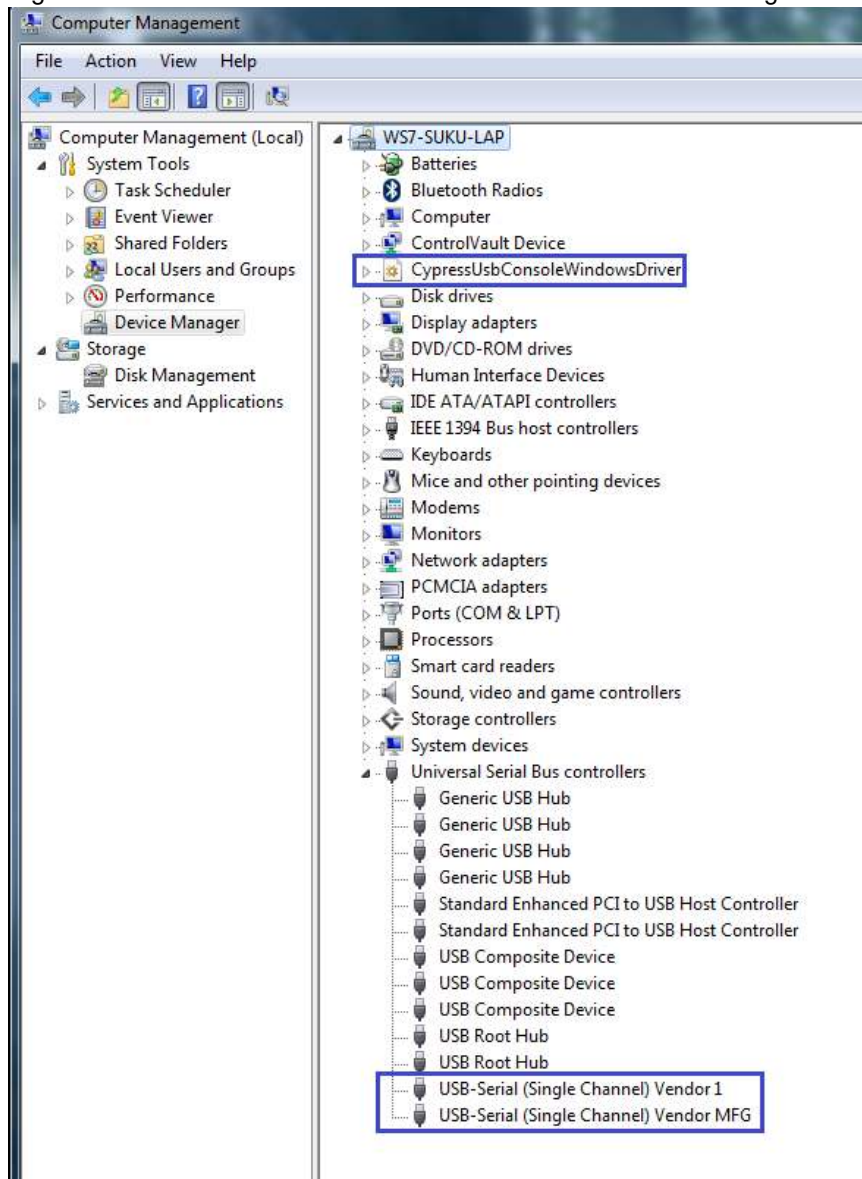 Computer Management
File Action View Help
Computer Management (Local)
System Tools
Task Scheduler
Event Viewer
Shared Folders
Local Users and Groups
Performance
Device Manager
Storage
Disk Management
Services and Applications
WS7-SUKU-LAP
Batteries
Bluetooth Radios
Computer
ControlVault Device
CypressUsbConsoleWindowsDriver
Disk drives
Display adapters
DVD/CD-ROM drives
Human Interface Devices
IDE ATA/ATAPI controllers
IEEE 1394 Bus host controllers
Keyboards
Mice and other pointing devices
Modems
Monitors
Network adapters
PCMCIA adapters
Ports (COM & LPT)
Processors
Smart card readers
Sound, video and game controllers
Storage controllers
System devices
Universal Serial Bus controllers
Generic USB Hub
Generic USB Hub
Generic USB Hub
Generic USB Hub
Standard Enhanced PCI to USB Host Controller
Standard Enhanced PCI to USB Host Controller
USB Composite Device
USB Composite Device
USB Composite Device
USB Root Hub
USB Root Hub
USB-Serial (Single Channel) Vendor 1
USB-Serial (Single Channel) Vendor MFG